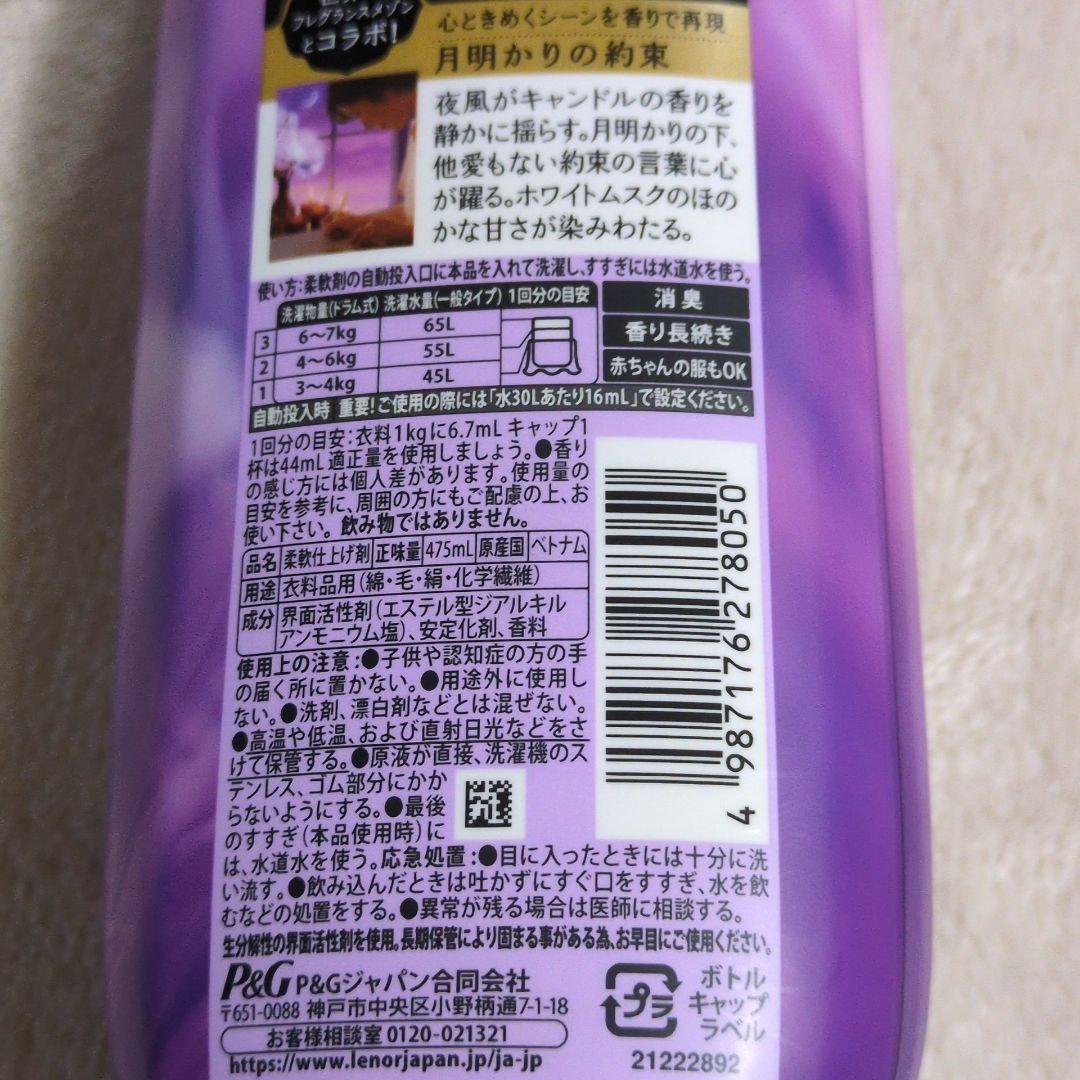 フレグランスメゾン
とコラボ!
心ときめくシーンを香りで再現
月明かりの約束
夜風がキャンドルの香りを
静かに揺らす。月明かりの下、
他愛もない約束の言葉に心
が躍る。ホワイトムスクのほの
かな甘さが染みわたる。
使い方:柔軟剤の自動投入口に本品を入れて洗濯し、すすぎには水道水を使う。
洗濯物量(ドラム式) 洗濯水量(一般タイプ) 1回分の目安
3 6〜7kg 65L
2 4〜6kg 55L
1 3〜4kg 45L
消臭
香り長続き
赤ちゃんの服もOK
自動投入時 重要!ご使用の際には「水30Lあたり16mL」で設定ください。
1回分の目安:衣料1kgに6.7mL キャップ1
杯は44mL 適正量を使用しましょう。●香り
の感じ方には個人差があります。使用量の
目安を参考に、周囲の方にもご配慮の上、お
使い下さい。飲み物ではありません。
品名 柔軟仕上げ剤 正味量 475mL 原産国 ベトナム
用途 衣料品用(綿・毛・絹・化学繊維)
成分 界面活性剤(エステル型ジアルキル
アンモニウム塩)、安定化剤、香料
使用上の注意:●子供や認知症の方の手
の届く所に置かない。●用途外に使用し
ない。●洗剤、漂白剤などとは混ぜない。
●高温や低温、および直射日光などをさ
けて保管する。●原液が直接、洗濯機のス
テンレス、ゴム部分にかか
らないようにする。●最後
のすすぎ(本品使用時)に
は、水道水を使う。応急処置:●目に入ったときには十分に洗
い流す。●飲み込んだときは吐かずにすぐ口をすすぎ、水を飲
むなどの処置をする。●異常が残る場合は医師に相談する。
生分解性の界面活性剤を使用。長期保管により固まる事がある為、お早目にご使用ください。
4 987176 278050
P&G P&Gジャパン合同会社
〒651-0088 神戸市中央区小野柄通7-1-18
お客様相談室 0120-021321
https://www.lenorjapan.jp/ja-jp
プラ
ボトル
キャップ
ラベル
21222892